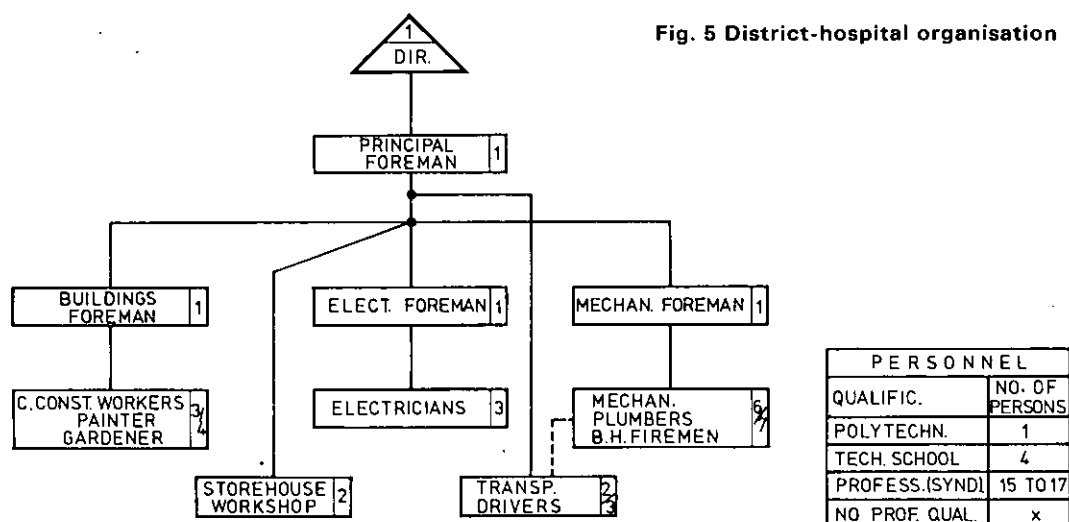 Fig. 5 District-hospital organisation
1
DIR.
PRINCIPAL
FOREMAN
1
BUILDINGS
FOREMAN
1
ELECT. FOREMAN
1
MECHAN. FOREMAN
1
C.CONST. WORKERS
PAINTER
GARDENER
3/4
ELECTRICIANS
3
MECHAN.
PLUMBERS
B.H. FIREMEN
6/7
STOREHOUSE
WORKSHOP
2
TRANSP.
DRIVERS
2/3
PERSONNEL
QUALIFIC.
NO. OF
PERSONS
POLYTECHN. 1
TECH. SCHOOL 4
PROFESS.(SYND). 15 TO 17
NO PROF. QUAL. x